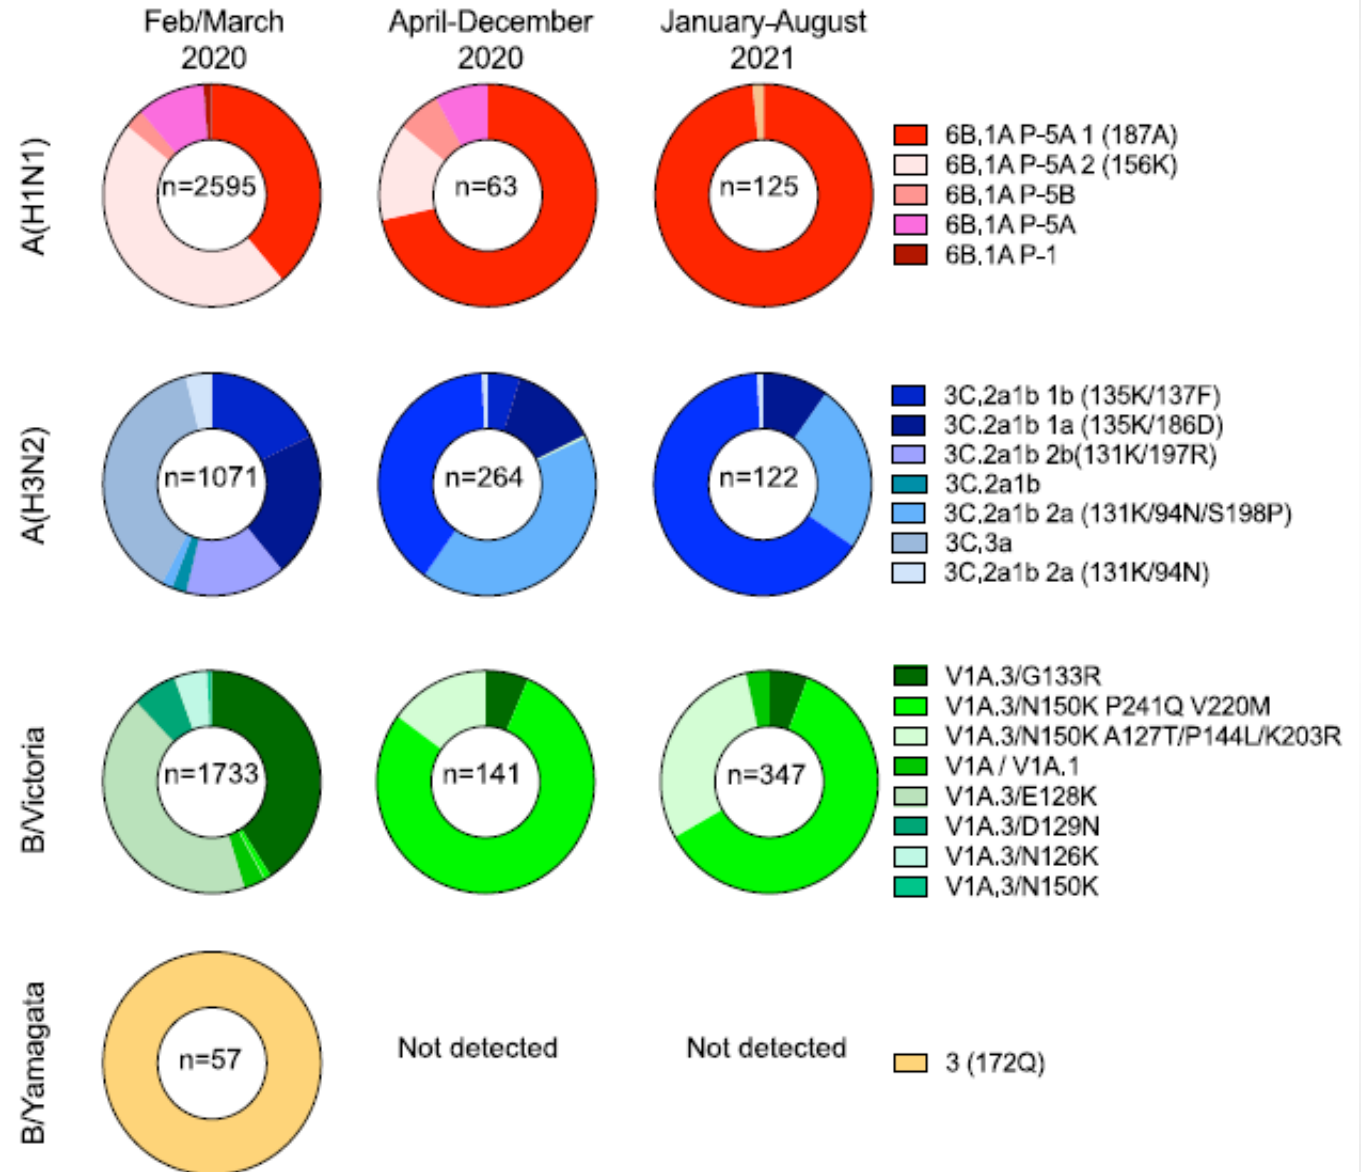 Feb/March
2020
April-December
2020
January-August
2021
A(H1N1)
n=2595
n=63
n=125
6B.1A P-5A 1 (187A)
6B.1A P-5A 2 (156K)
6B.1A P-5B
6B.1A P-5A
6B.1A P-1
A(H3N2)
n=1071
n=264
n=122
3C.2a1b 1b (135K/137F)
3C.2a1b 1a (135K/186D)
3C.2a1b 2b(131K/197R)
3C.2a1b
3C.2a1b 2a (131K/94N/S198P)
3C.3a
3C.2a1b 2a (131K/94N)
B/Victoria
n=1733
n=141
n=347
V1A.3/G133R
V1A.3/N150K P241Q V220M
V1A.3/N150K A127T/P144L/K203R
V1A / V1A.1
V1A.3/E128K
V1A.3/D129N
V1A.3/N126K
V1A.3/N150K
B/Yamagata
n=57
Not detected
Not detected
3 (172Q)